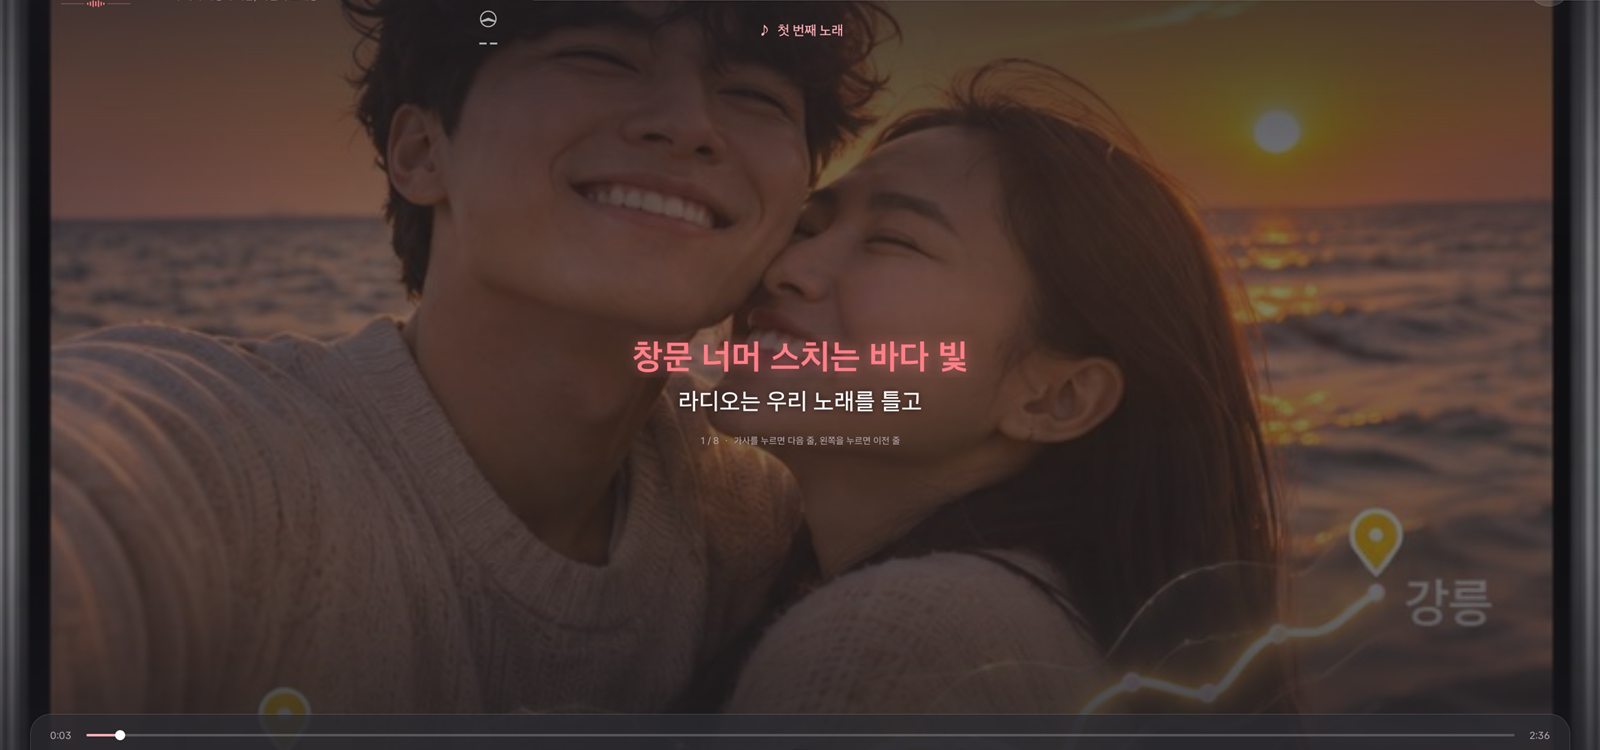 ♪ 첫 번째 노래
창문 너머 스치는 바다 빛
라디오는 우리 노래를 틀고
1 / 8 · 가사를 누르면 다음 줄, 왼쪽을 누르면 이전 줄
강릉
0:03
2:36